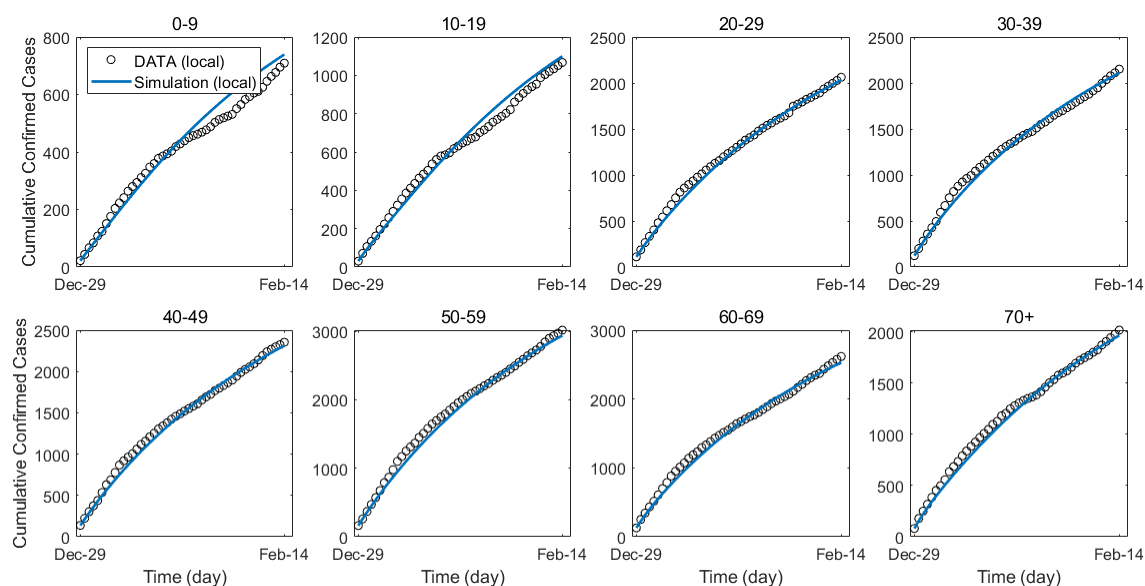 0-9
10-19
20-29
30-39
Cumulative Confirmed Cases
800
600
400
200
0
DATA (local)
Simulation (local)
Dec-29
Feb-14
1200
1000
800
600
400
200
0
Dec-29
Feb-14
2500
2000
1500
1000
500
0
Dec-29
Feb-14
2500
2000
1500
1000
500
0
Dec-29
Feb-14
40-49
50-59
60-69
70+
Cumulative Confirmed Cases
2500
2000
1500
1000
500
0
Dec-29
Feb-14
Time (day)
3000
2000
1000
0
Dec-29
Feb-14
Time (day)
3000
2000
1000
0
Dec-29
Feb-14
Time (day)
2000
1500
1000
500
0
Dec-29
Feb-14
Time (day)